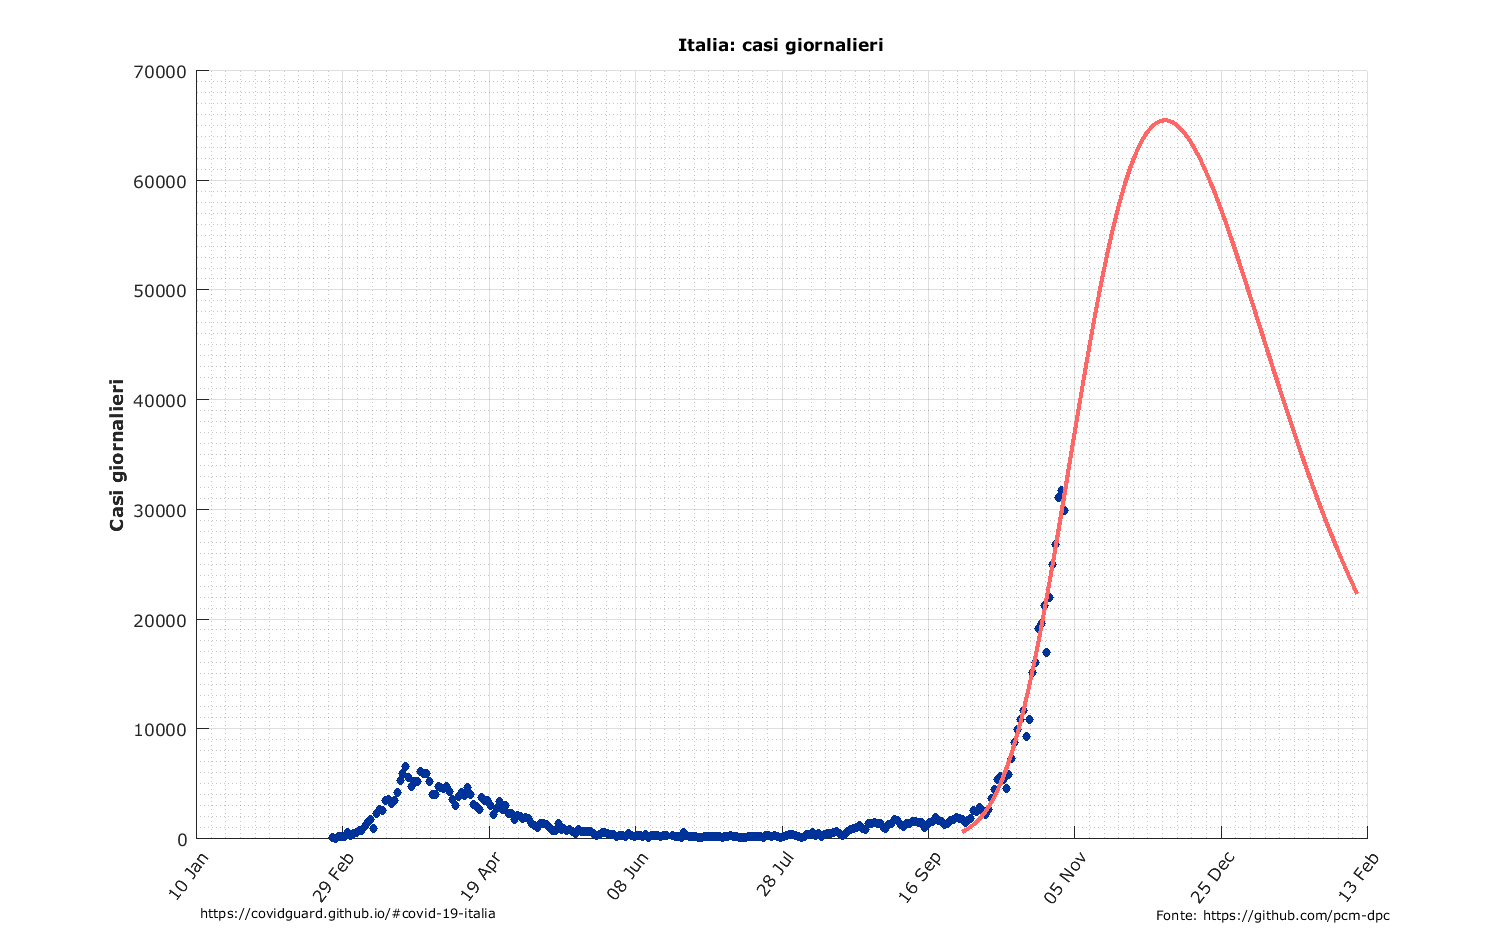 Italia: casi giornalieri
70000
60000
50000
40000
30000
20000
10000
0
Casi giornalieri
10 Jan
29 Feb
19 Apr
08 Jun
28 Jul
16 Sep
05 Nov
25 Dec
13 Feb
https://covidguard.github.io/#covid-19-italia
Fonte: https://github.com/pcm-dpc